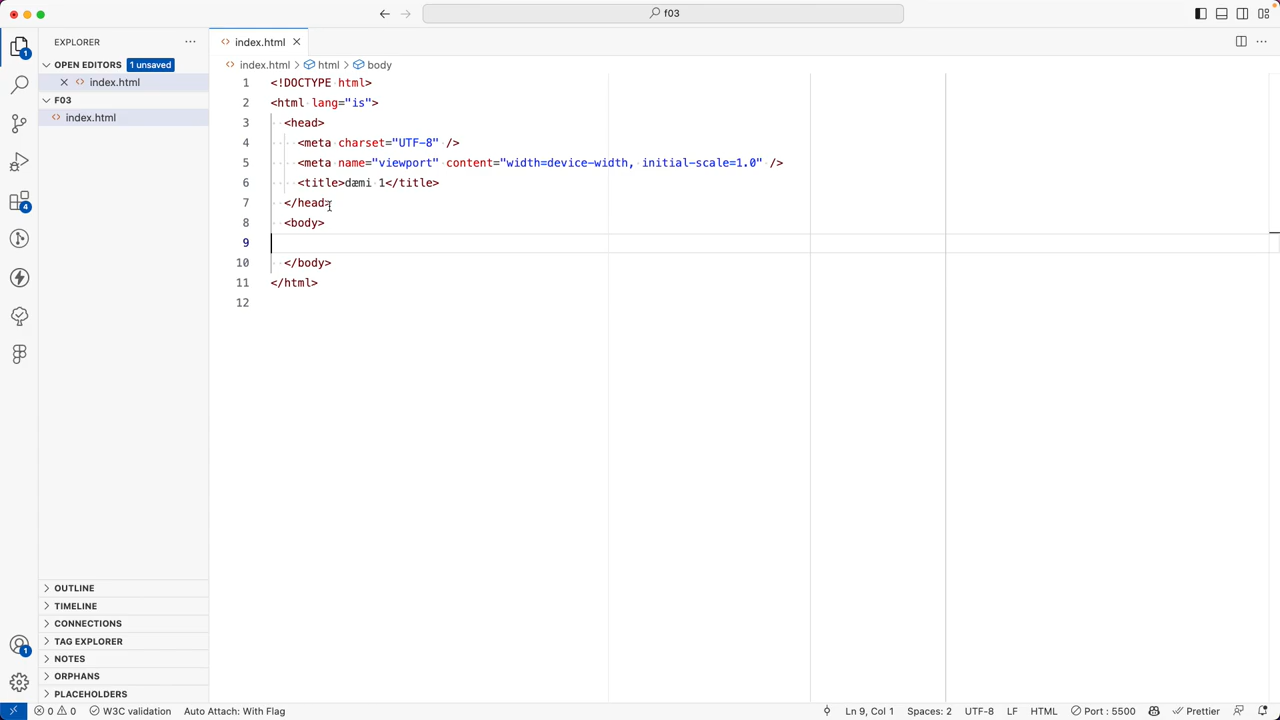 f03
EXPLORER
index.html
OPEN EDITORS 1 unsaved
index.html
F03
index.html
index.html > html > body
1 <!DOCTYPE html>
2 <html lang="is">
3 <head>
4 <meta charset="UTF-8" />
5 <meta name="viewport" content="width=device-width, initial-scale=1.0" />
6 <title>dæmi 1</title>
7 </head>
8 <body>
9
10 </body>
11 </html>
12
1
4
1
OUTLINE
TIMELINE
CONNECTIONS
TAG EXPLORER
NOTES
ORPHANS
PLACEHOLDERS
0 0 W3C validation Auto Attach: With Flag Ln 9, Col 1 Spaces: 2 UTF-8 LF HTML Port : 5500 Prettier